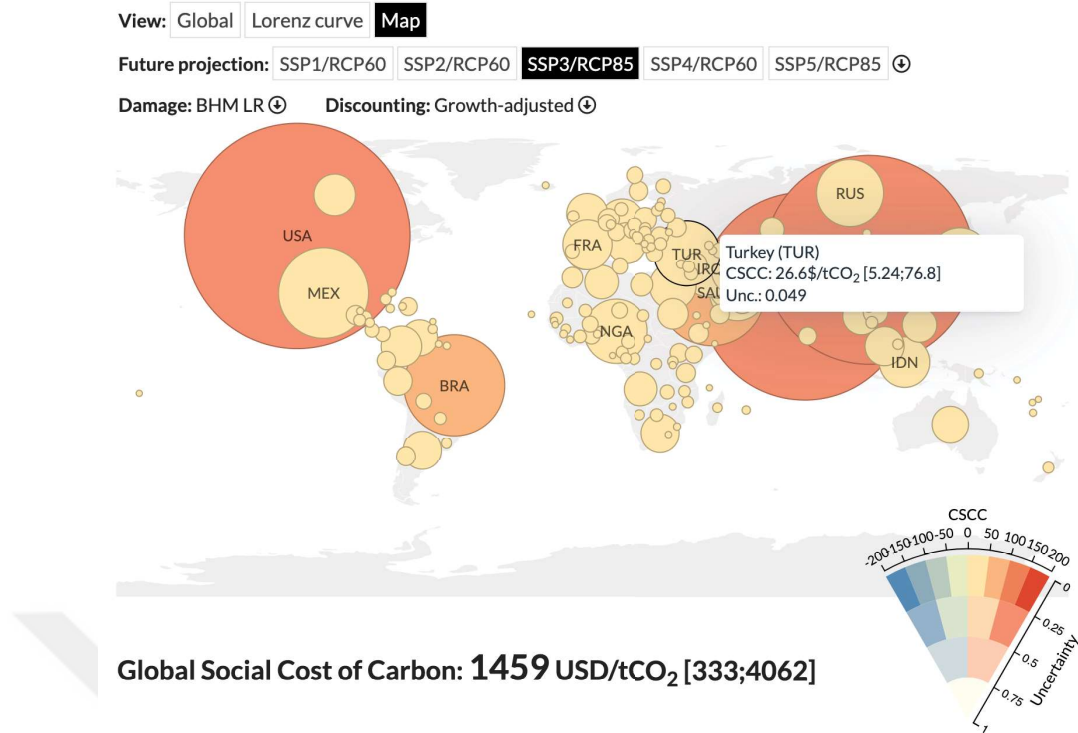 View: Global Lorenz curve Map
Future projection: SSP1/RCP60 SSP2/RCP60 SSP3/RCP85 SSP4/RCP60 SSP5/RCP85
Damage: BHM LR Discounting: Growth-adjusted
RUS
USA
FRA
TUR
Turkey (TUR)
CSCC: 26.6$/tCO₂ [5.24;76.8]
Unc.: 0.049
MEX
NGA
IDN
BRA
CSCC
-200 -150 -100 -50 0 50 100 150 200
0
0.25
0.5
0.75
1
Uncertainty
Global Social Cost of Carbon: 1459 USD/tCO₂ [333;4062]